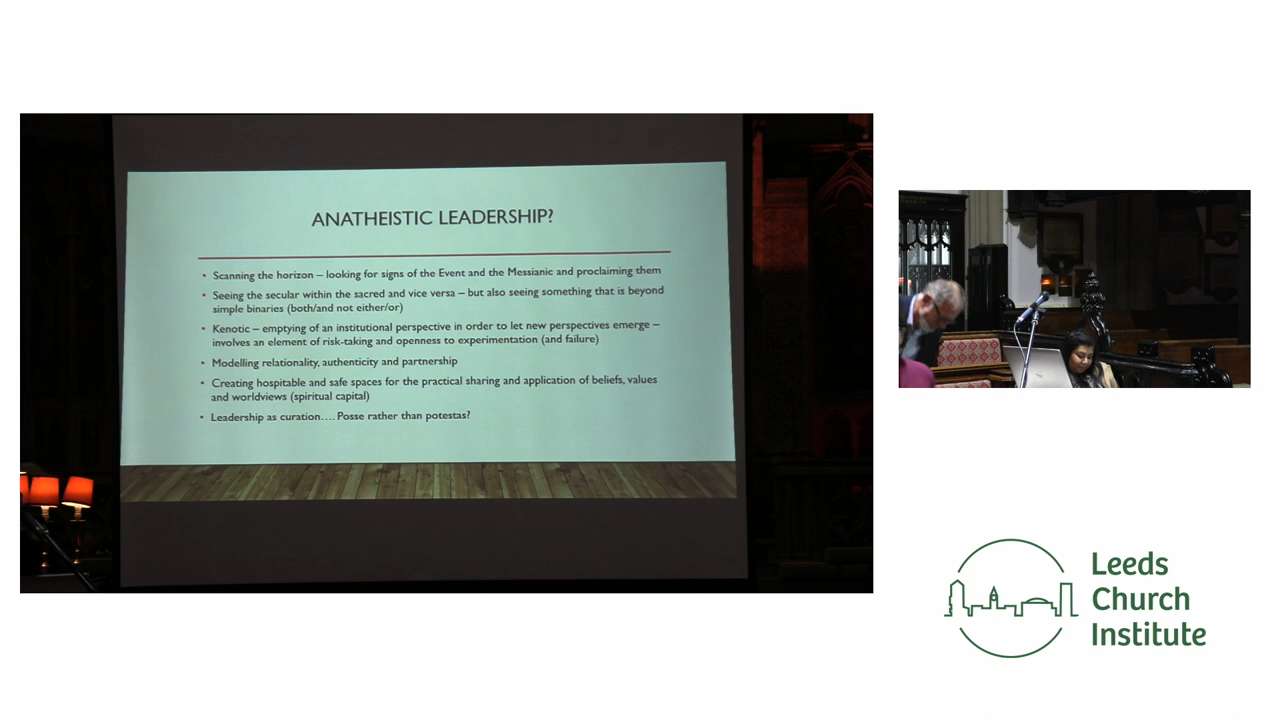 ANATHEISTIC LEADERSHIP?
• Scanning the horizon – looking for signs of the Event and the Messianic and proclaiming them
• Seeing the secular within the sacred and vice versa – but also seeing something that is beyond
simple binaries (both/and not either/or)
• Kenotic – emptying of an institutional perspective in order to let new perspectives emerge –
involves an element of risk-taking and openness to experimentation (and failure)
• Modelling relationality, authenticity and partnership
• Creating hospitable and safe spaces for the practical sharing and application of beliefs, values
and worldviews (spiritual capital)
• Leadership as curation.... Posse rather than potestas?
Leeds
Church
Institute